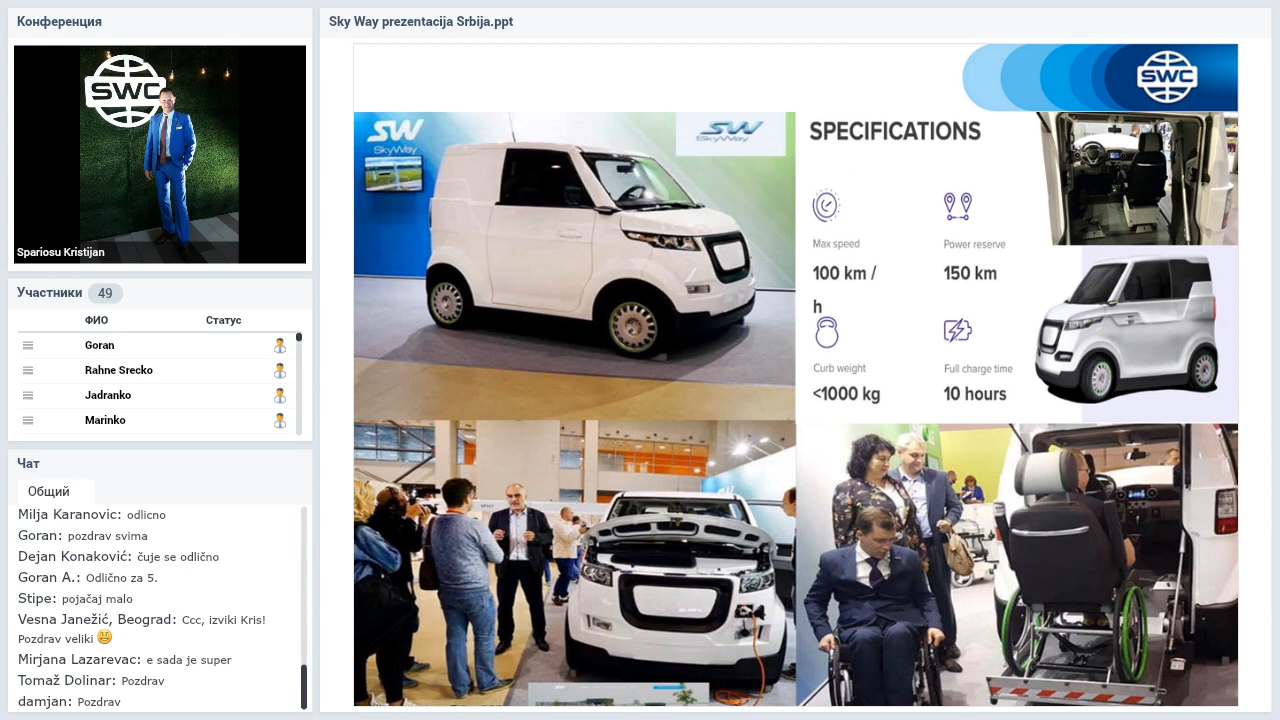 Конференция
SWC
Spariosu Kristijan
Участники 49
ФИО Статус
Goran
Rahne Srecko
Jadranko
Marinko
Чат
Общий
Milja Karanovic: odlicno
Goran: pozdrav svima
Dejan Konaković: čuje se odlično
Goran A.: Odlično za 5.
Stipe: pojačaj malo
Vesna Janežić, Beograd: Ccc, izviki Kris!
Pozdrav veliki
Mirjana Lazarevac: e sada je super
Tomaž Dolinar: Pozdrav
damjan: Pozdrav
Sky Way prezentacija Srbija.ppt
SWC
SW
SkyWay
SW
SkyWay
SPECIFICATIONS
Max speed
100 km /
h
Power reserve
150 km
Curb weight
<1000 kg
Full charge time
10 hours